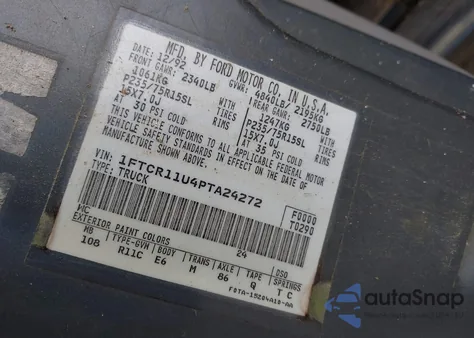 MFD. BY FORD MOTOR CO. IN U.S.A.
DATE: 12/92 GVWR: 4840LB/ 2195KG
FRONT GAWR: 2340LB REAR GAWR: 2750LB
1061KG WITH 1247KG WITH
P235/75R15SL TIRES P235/75R15SL TIRES
15X7.0J RIMS 15X7.0J RIMS
AT 30 PSI COLD AT 35 PSI COLD
THIS VEHICLE CONFORMS TO ALL APPLICABLE FEDERAL MOTOR
VEHICLE SAFETY STANDARDS IN EFFECT ON THE DATE OF
MANUFACTURE SHOWN ABOVE.
VIN: 1FTCR11U4PTA24272
TYPE: TRUCK
F0000
T0290
EXTERIOR PAINT COLORS
MC 24 DSO
WB TYPE-GVW BODY TRANS AXLE TAPE SPRINGS
108 R11C E6 M 86 Q T C
F0TA-1520A10-AA
autoSnap